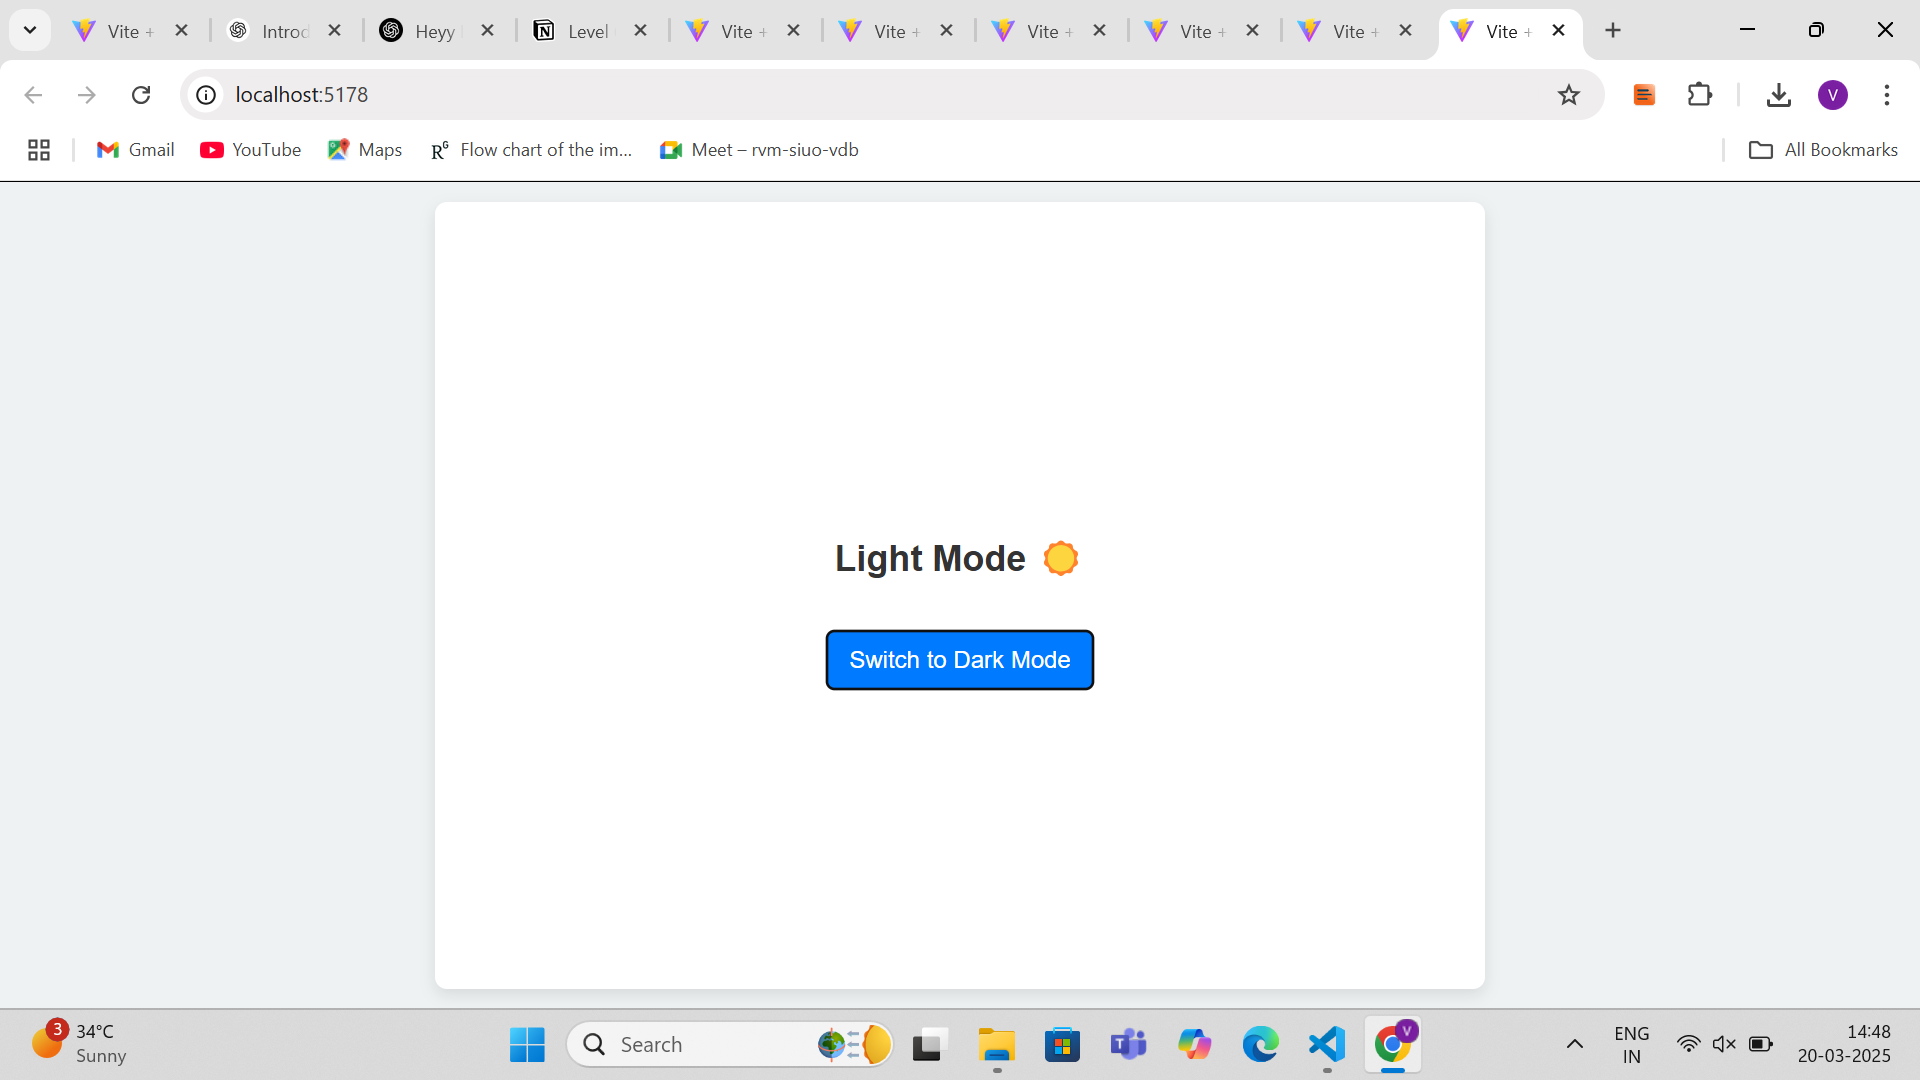 Vite +
Introd
Heyy
Level
Vite +
Vite +
Vite +
Vite +
Vite +
Vite +
localhost:5178
V
Gmail
YouTube
Maps
RG
Flow chart of the im...
Meet – rvm-siuo-vdb
All Bookmarks
Light Mode
Switch to Dark Mode
3
34°C
Sunny
Search
V
ENG
IN
14:48
20-03-2025